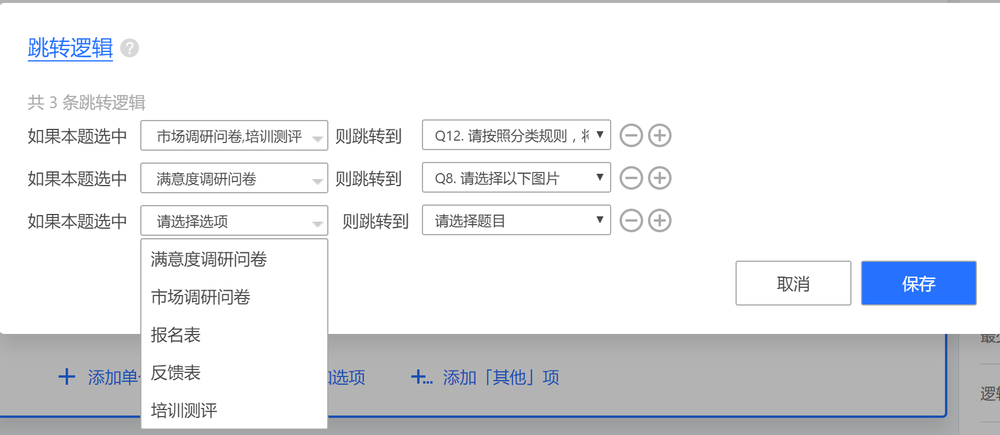 跳转逻辑 ?
共 3 条跳转逻辑
如果本题选中 市场调研问卷,培训测评 则跳转到 Q12. 请按照分类规则，将
如果本题选中 满意度调研问卷 则跳转到 Q8. 请选择以下图片
如果本题选中 请选择选项 则跳转到 请选择题目
满意度调研问卷
市场调研问卷
报名表
反馈表
培训测评
取消 保存
添加单 选项 添加「其他」项
逻